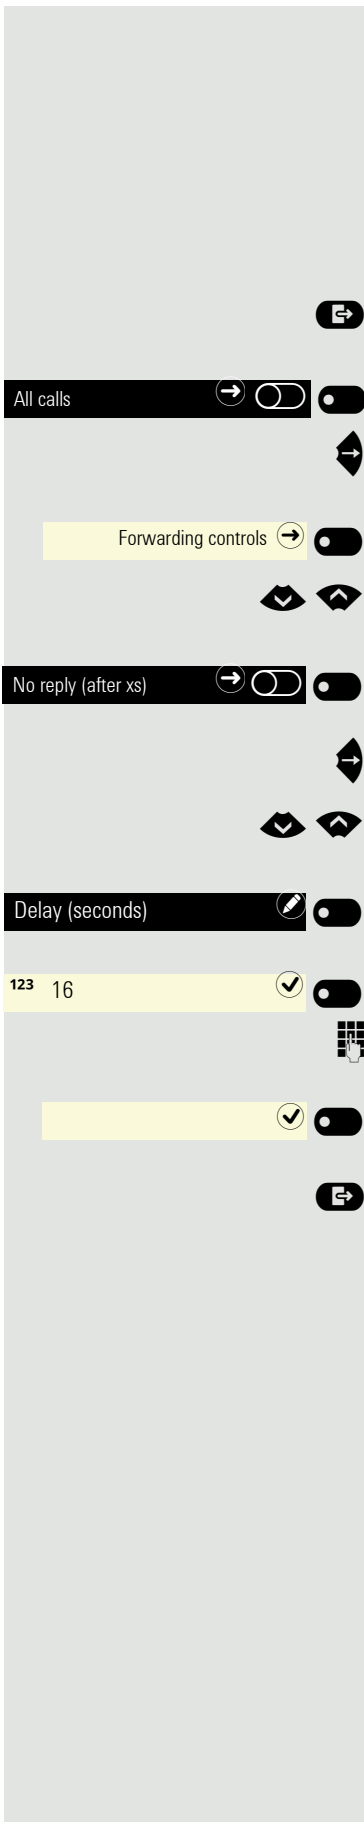 All calls
Forwarding controls
No reply (after xs)
Delay (seconds)
123 16